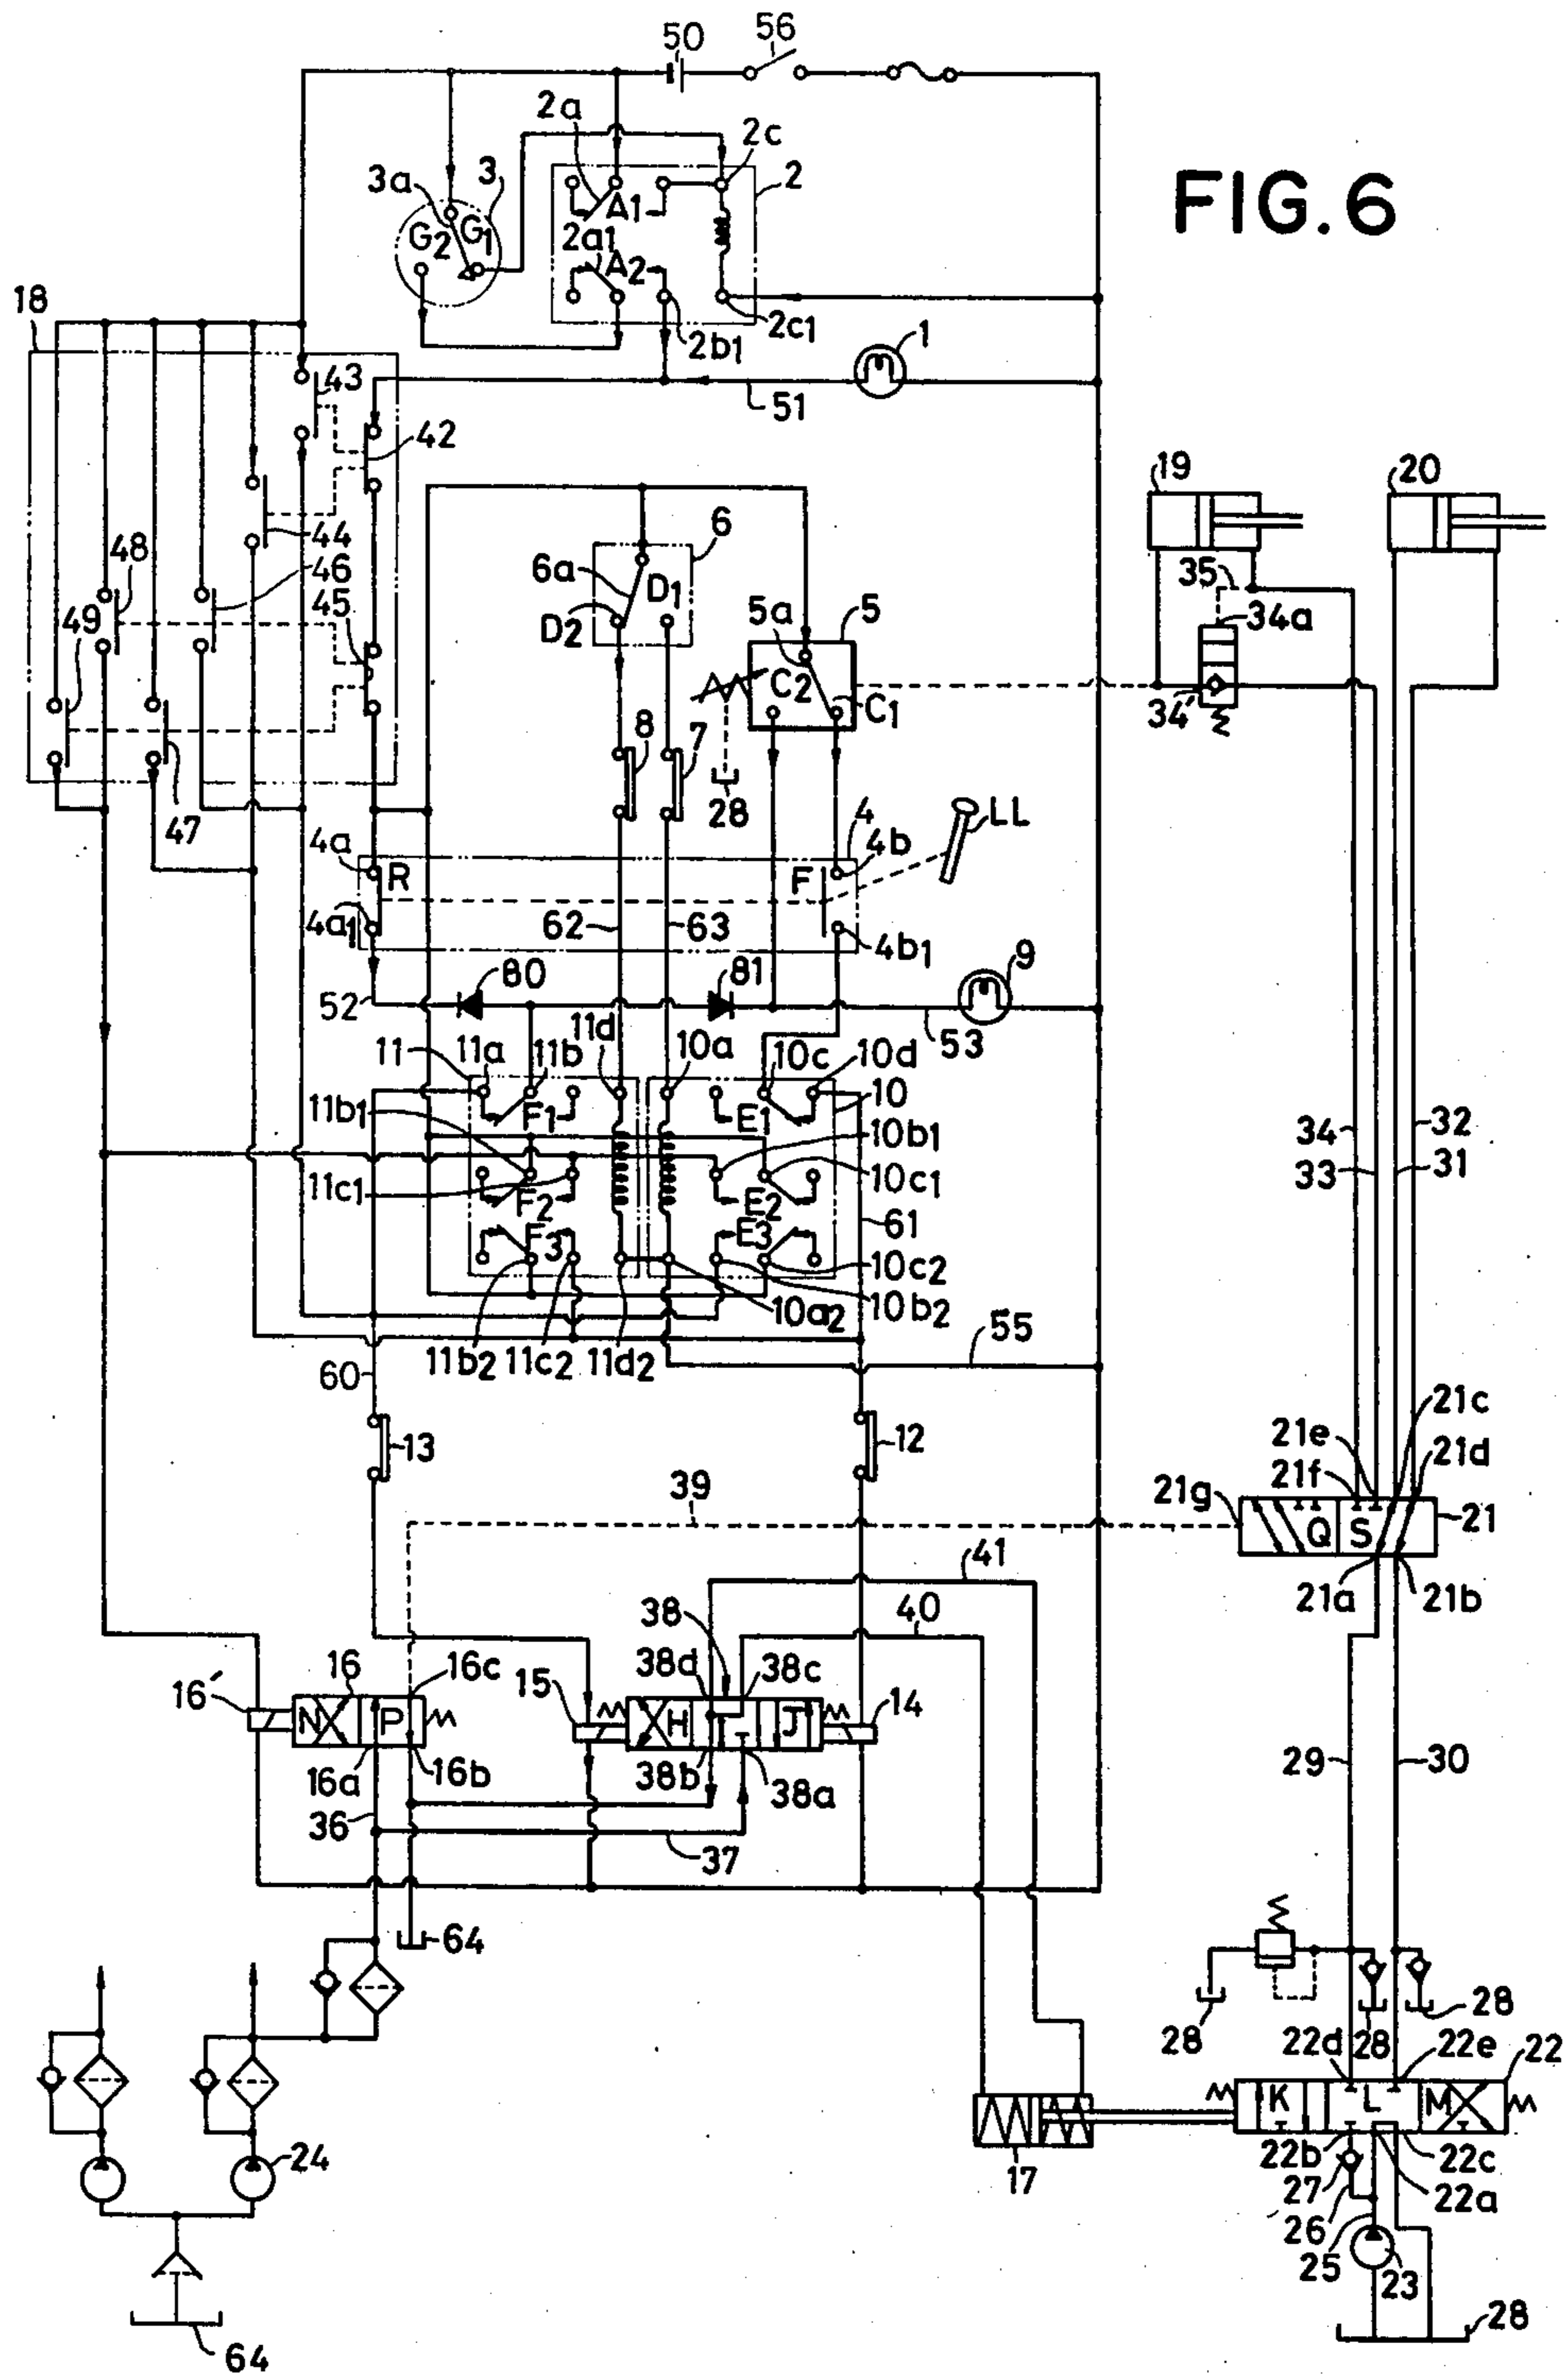 FIG. 6
50
56
2a
2c
2
3
3a
G2
G1
A1
2a1
A2
2c1
2b1
1
18
43
51
42
19
20
44
6
48
46
6a
D1
35
49
45
D2
5a
5
34a
C2
C1
34'
8
7
47
28
4
LL
4a
R
F
4b
4a1
62
63
4b1
9
80
81
52
53
11
11a
11b
11d
10a
10c
10d
10
11b1
F1
E1
10b1
34
32
33
31
11c1
F2
E2
10c1
F3
E3
61
10c2
10a2
10b2
55
11b2
11c2
11d2
60
21c
13
12
21e
21d
39
21f
21g
Q
S
21
41
21a
21b
38
40
16'
16
16c
15
38d
38c
14
N
P
H
J
29
30
16a
16b
38b
38a
36
37
64
28
28
28
22d
22e
22
K
L
M
24
22b
22c
17
27
22a
26
25
23
28
64